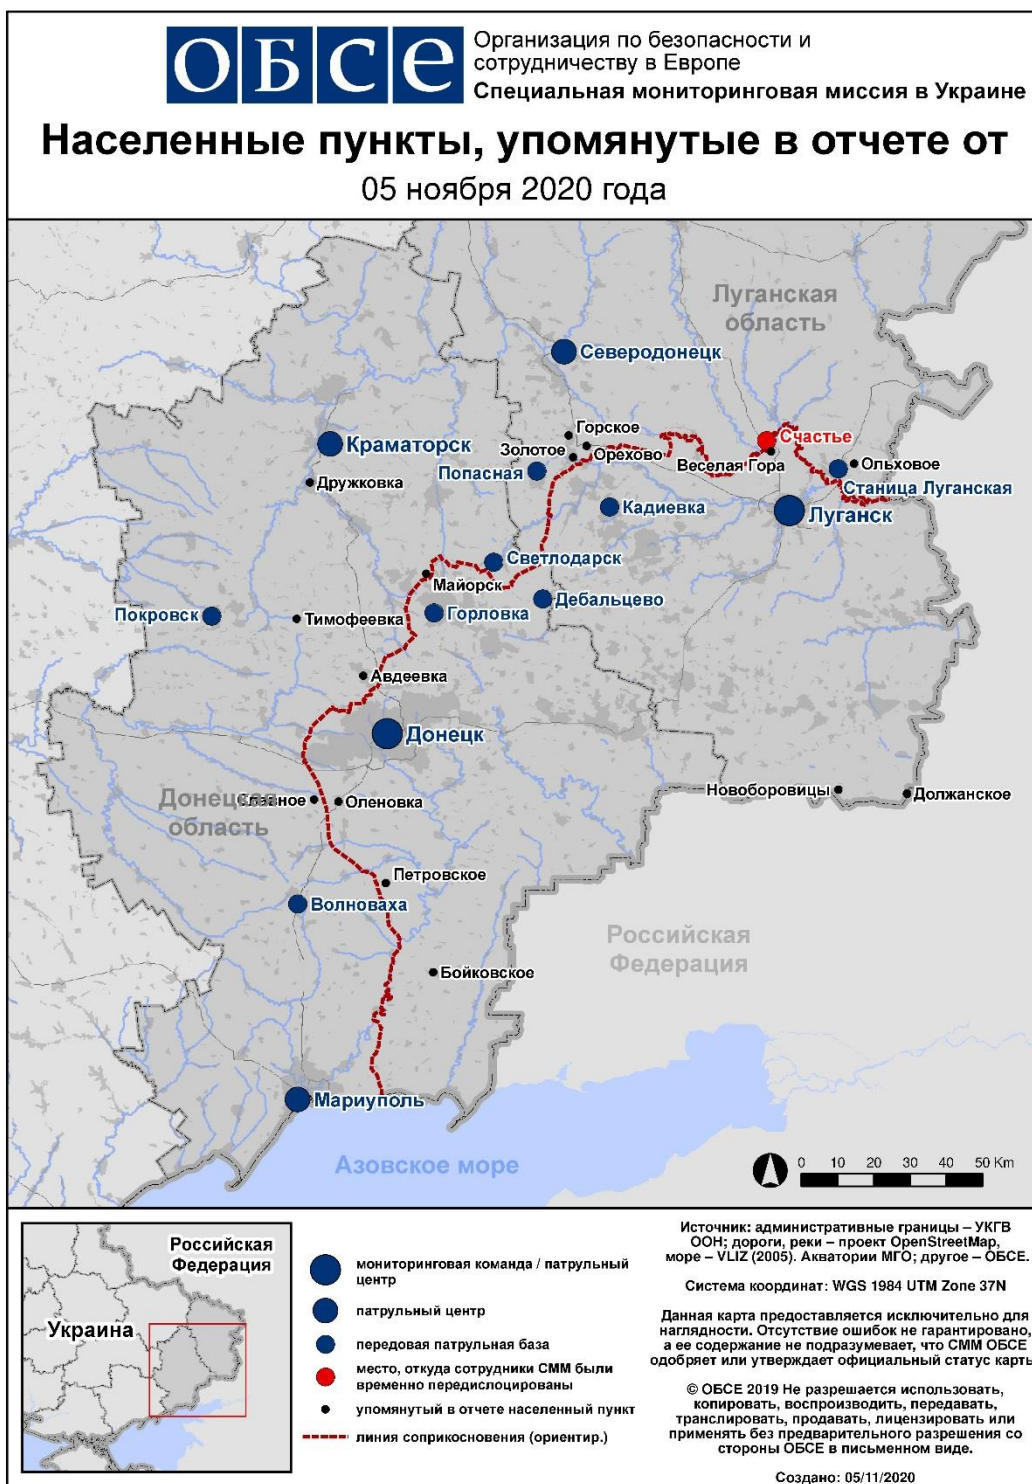 ОБСЕ
Организация по безопасности и
сотрудничеству в Европе
Специальная мониторинговая миссия в Украине
Населенные пункты, упомянутые в отчете от
05 ноября 2020 года
Луганская
область
Северодонецк
Горское
Счастье
Краматорск
Золотое
Орехово
Веселая Гора
Ольховое
Попасная
Станица Луганская
Дружковка
Кадиевка
Луганск
Светлодарск
Майорск
Дебальцево
Покровск
Тимофеевка
Горловка
Авдеевка
Донецк
Новоборовицы
Должанское
Донецкая
область
Оленовка
Петровское
Волноваха
Российская
Федерация
Бойковское
Мариуполь
Азовское море
0 10 20 30 40 50 Km
Российская
Федерация
Украина
мониторинговая команда / патрульный
центр
патрульный центр
передовая патрульная база
место, откуда сотрудники СММ были
временно передислоцированы
упомянутый в отчете населенный пункт
линия соприкосновения (ориентир.)
Источник: административные границы – УКГВ
ООН; дороги, реки – проект OpenStreetMap,
море – VLIZ (2005). Акватории МГО; другое – ОБСЕ.
Система координат: WGS 1984 UTM Zone 37N
Данная карта предоставляется исключительно для
наглядности. Отсутствие ошибок не гарантировано,
а ее содержание не подразумевает, что СММ ОБСЕ
одобряет или утверждает официальный статус карты
© ОБСЕ 2019 Не разрешается использовать,
копировать, воспроизводить, передавать,
транслировать, продавать, лицензировать или
применять без предварительного разрешения со
стороны ОБСЕ в письменном виде.
Создано: 05/11/2020